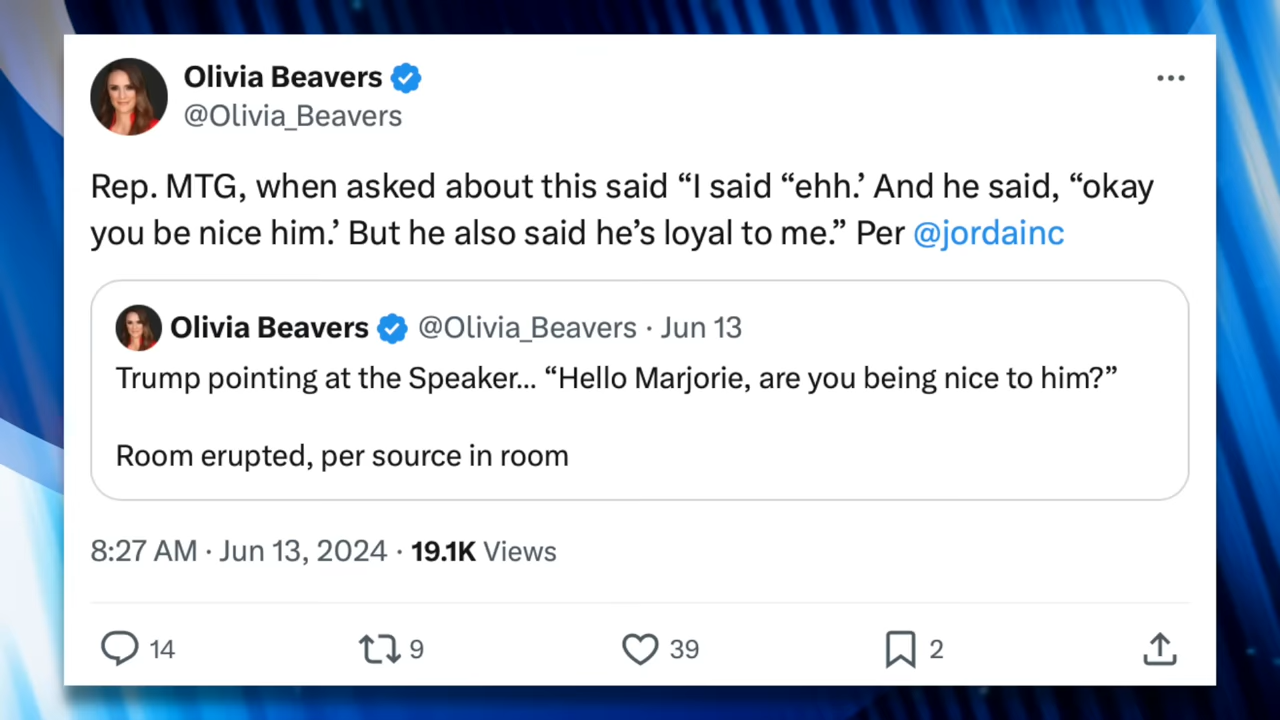 Olivia Beavers
@Olivia_Beavers
Rep. MTG, when asked about this said “I said “ehh.’ And he said, “okay
you be nice him.’ But he also said he’s loyal to me.” Per @jordainc
Olivia Beavers @Olivia_Beavers · Jun 13
Trump pointing at the Speaker... “Hello Marjorie, are you being nice to him?”
Room erupted, per source in room
8:27 AM · Jun 13, 2024 · 19.1K Views
14 9 39 2